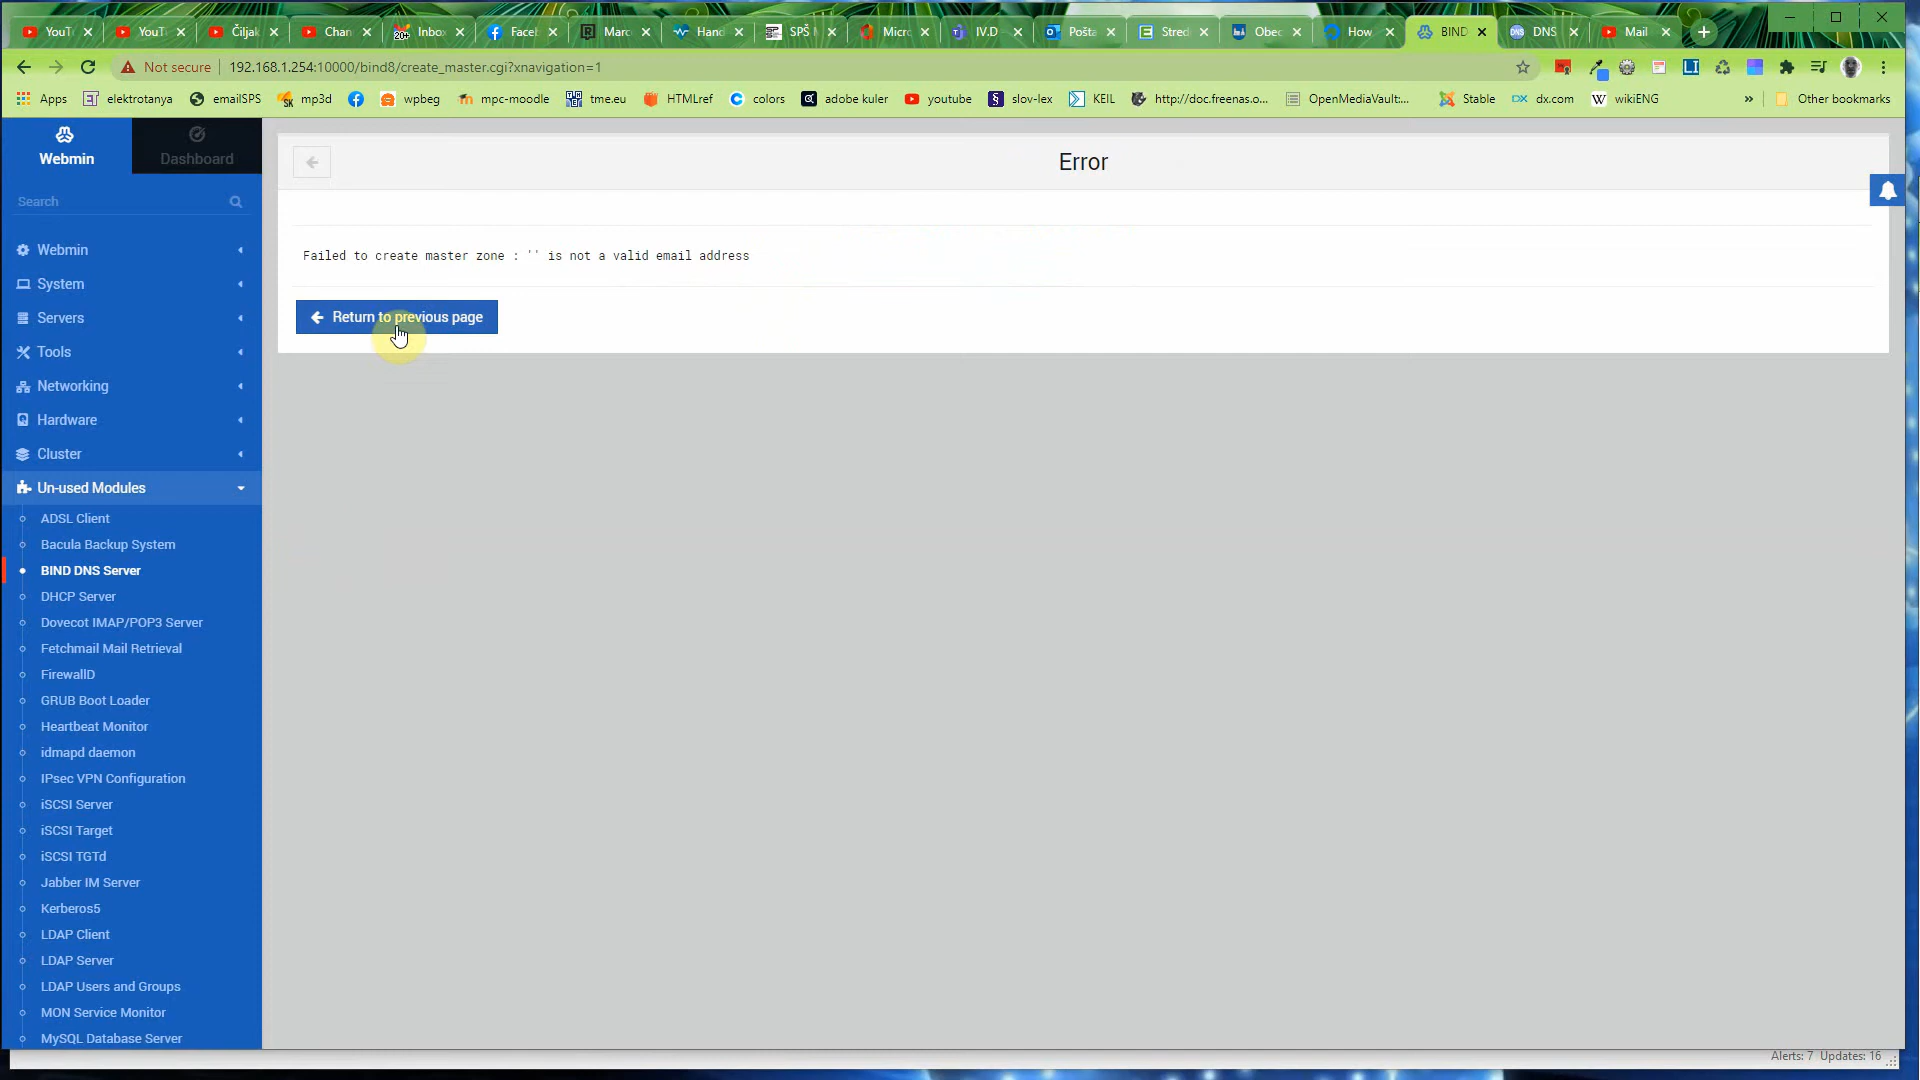 YouT
YouT
Čiljak
Chan
20+
Inbox
Facel
Marc
Hand
SPŠ
Micro
IV.D
Pošta
Stred
Obec
How
BIND
DNS
Mail
Not secure
192.168.1.254:10000/bind8/create_master.cgi?xnavigation=1
Apps
elektrotanya
emailSPS
mp3d
wpbeg
mpc-moodle
tme.eu
HTMLref
colors
adobe kuler
youtube
slov-lex
KEIL
http://doc.freenas.o...
OpenMediaVault:...
Stable
dx.com
wikiENG
»
Other bookmarks
Webmin
Dashboard
Search
Webmin
System
Servers
Tools
Networking
Hardware
Cluster
Un-used Modules
ADSL Client
Bacula Backup System
BIND DNS Server
DHCP Server
Dovecot IMAP/POP3 Server
Fetchmail Mail Retrieval
FirewallD
GRUB Boot Loader
Heartbeat Monitor
idmapd daemon
IPsec VPN Configuration
iSCSI Server
iSCSI Target
iSCSI TGTd
Jabber IM Server
Kerberos5
LDAP Client
LDAP Server
LDAP Users and Groups
MON Service Monitor
MySQL Database Server
Error
Failed to create master zone : '' is not a valid email address
Return to previous page
Alerts: 7 Updates: 16